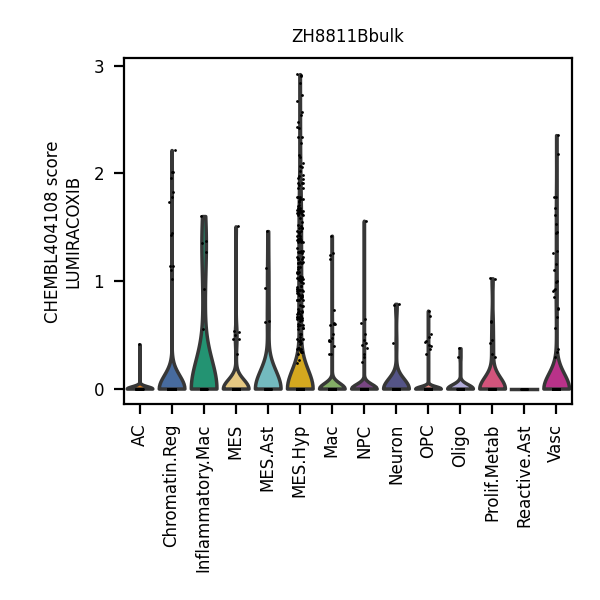 ZH8811Bbulk
CHEMBL404108 score
LUMIRACOXIB
3
2
1
0
AC
Chromatin.Reg
Inflammatory.Mac
MES
MES.Ast
MES.Hyp
Mac
NPC
Neuron
OPC
Oligo
Prolif.Metab
Reactive.Ast
Vasc